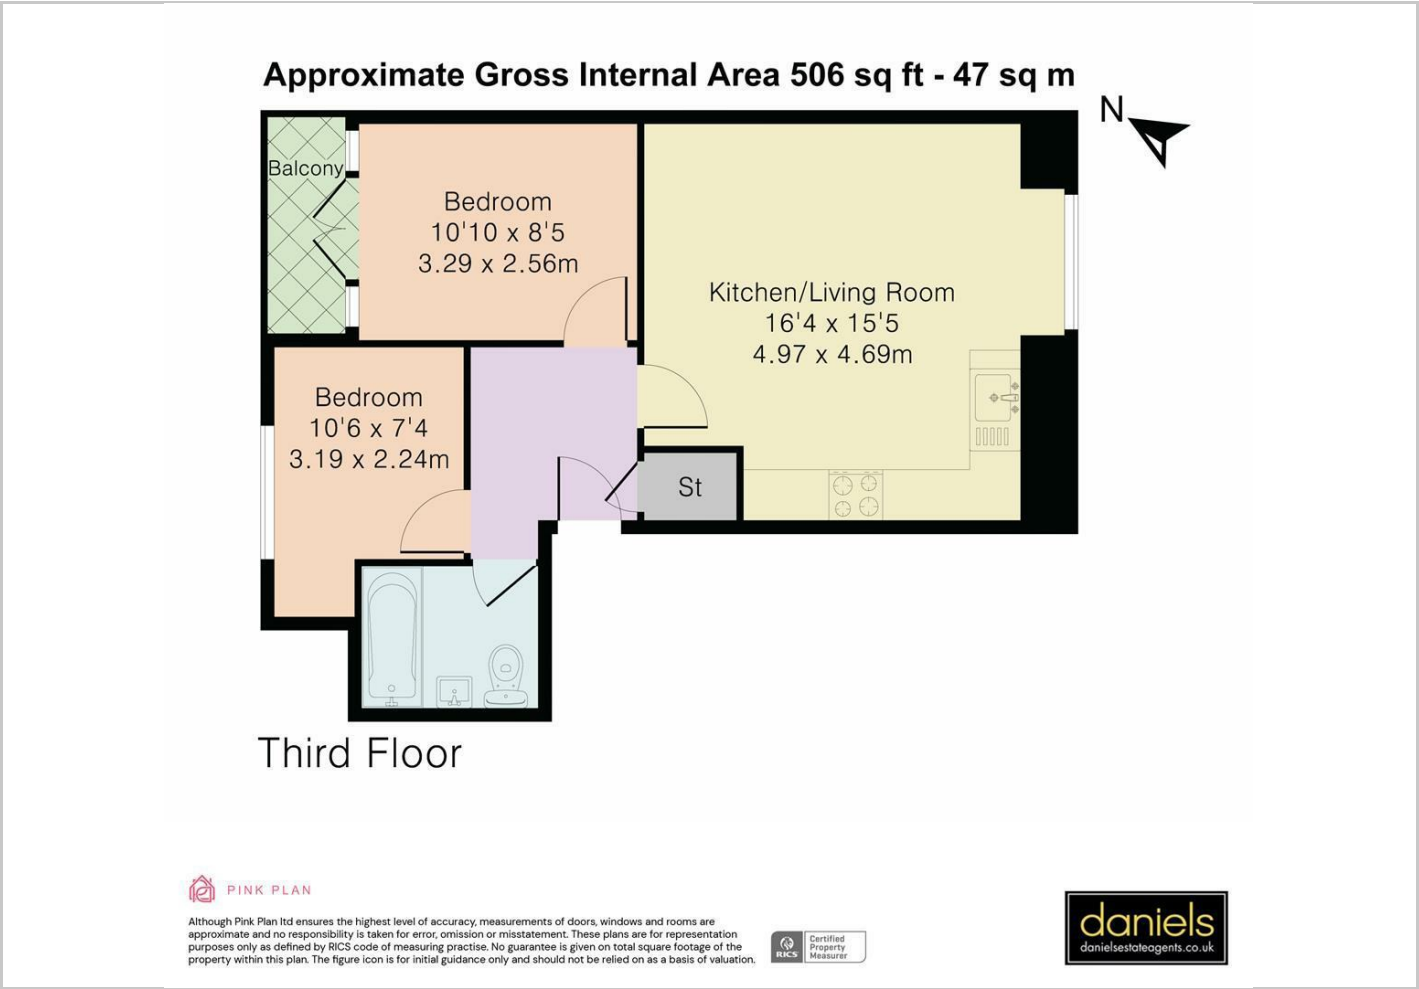 Approximate Gross Internal Area 506 sq ft - 47 sq m
N
Balcony
Bedroom
10'10 x 8'5
3.29 x 2.56m
Kitchen/Living Room
16'4 x 15'5
4.97 x 4.69m
Bedroom
10'6 x 7'4
3.19 x 2.24m
St
Third Floor
PINK PLAN
Although Pink Plan ltd ensures the highest level of accuracy, measurements of doors, windows and rooms are
approximate and no responsibility is taken for error, omission or misstatement. These plans are for representation
purposes only as defined by RICS code of measuring practise. No guarantee is given on total square footage of the
property within this plan. The figure icon is for initial guidance only and should not be relied on as a basis of valuation.
RICS
Certified
Property
Measurer
daniels
danielsestateagents.co.uk